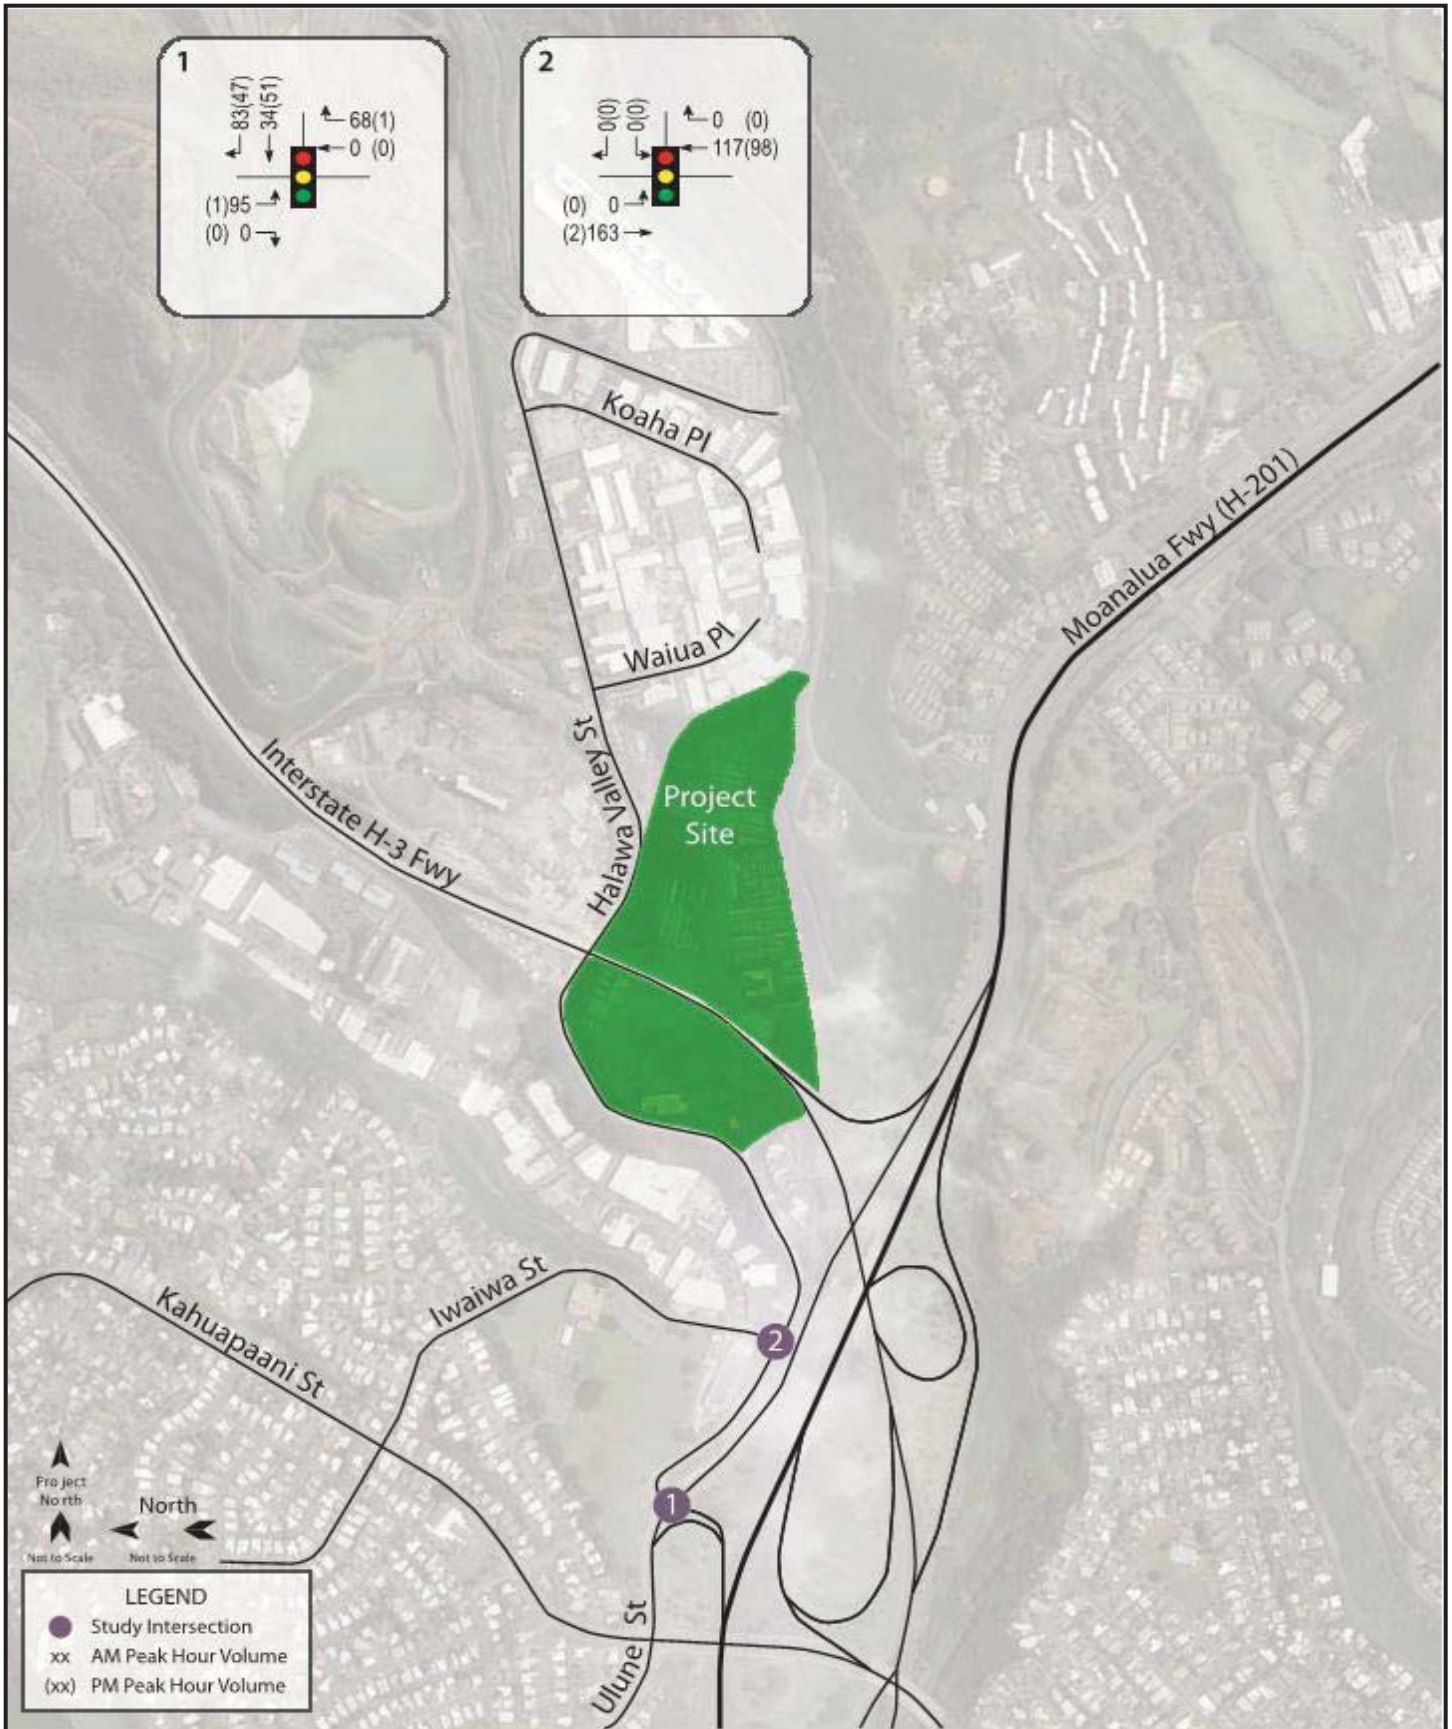 1
83(47)
34(51)
68(1)
0 (0)
(1)95
(0) 0
2
0(0)
0(0)
0 (0)
117(98)
(0) 0
(2)163
Koaha Pl
Moanalua Fwy (H-201)
Waiua Pl
Halawa Valley St
Interstate H-3 Fwy
Project
Site
Iwaiwa St
Kahuapaani St
2
1
Project
North
Not to Scale
North
Not to Scale
Ulune St
LEGEND
Study Intersection
xx AM Peak Hour Volume
(xx) PM Peak Hour Volume